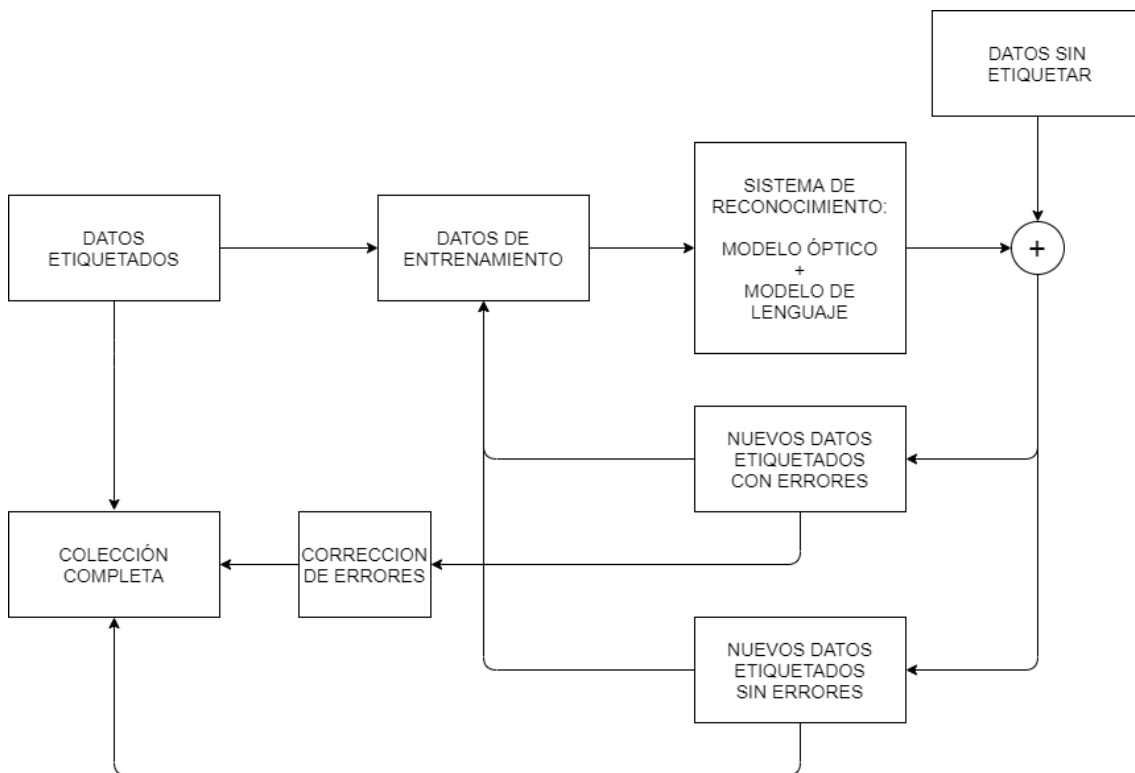 DATOS SIN
ETIQUETAR
SISTEMA DE
RECONOCIMIENTO:
MODELO ÓPTICO
+
MODELO DE
LENGUAJE
DATOS
ETIQUETADOS
DATOS DE
ENTRENAMIENTO
+
NUEVOS DATOS
ETIQUETADOS
CON ERRORES
COLECCIÓN
COMPLETA
CORRECCION
DE ERRORES
NUEVOS DATOS
ETIQUETADOS
SIN ERRORES